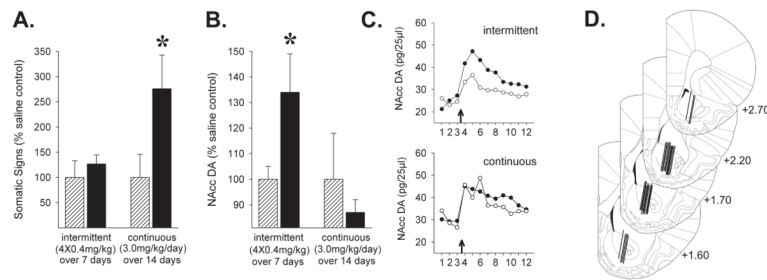 A.
Somatic Signs (% saline control)
350
300
250
200
150
100
50
0
*
intermittent
(4X0.4mg/kg)
over 7 days
continuous
(3.0mg/kg/day)
over 14 days
B.
NAcc DA (% saline control)
150
140
130
120
110
100
90
*
intermittent
(4X0.4mg/kg)
over 7 days
continuous
(3.0mg/kg/day)
over 14 days
C.
intermittent
NAcc DA (pg/25µl)
60
50
40
30
20
1 2 3 4 6 8 10 12
continuous
NAcc DA (pg/25µl)
60
50
40
30
20
1 2 3 4 6 8 10 12
D.
+2.70
+2.20
+1.70
+1.60